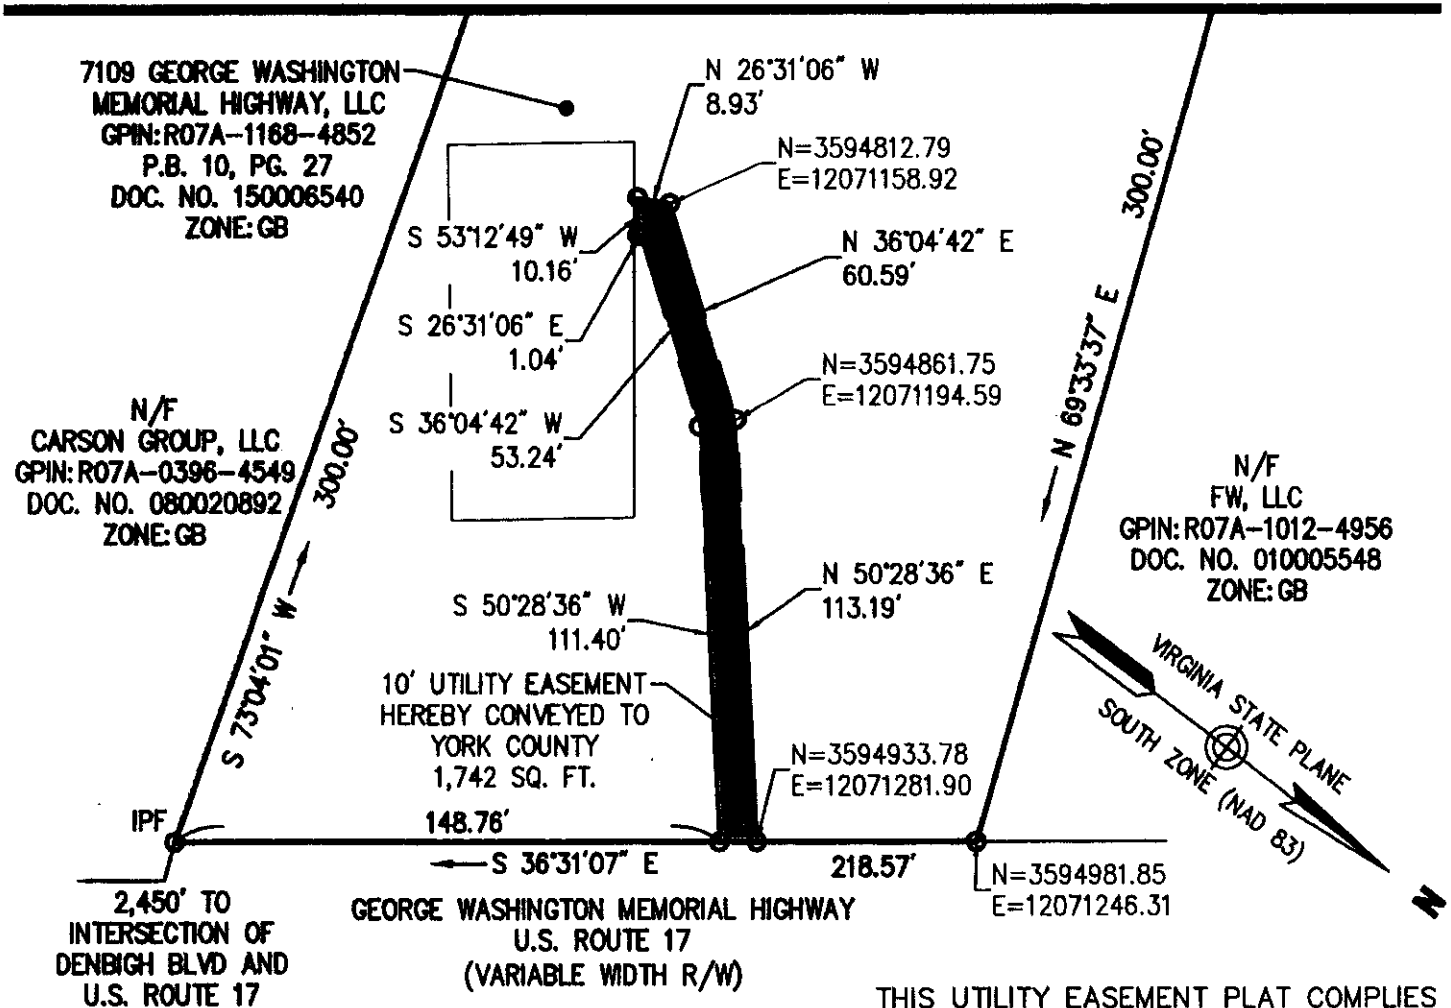 7109 GEORGE WASHINGTON
MEMORIAL HIGHWAY, LLC
GPIN: R07A-1168-4852
P.B. 10, PG. 27
DOC. NO. 150006540
ZONE: GB
N 26°31'06" W
8.93'
N=3594812.79
E=12071158.92
S 53°12'49" W
10.16'
N 36°04'42" E
60.59'
S 26°31'06" E
1.04'
N=3594861.75
E=12071194.59
S 36°04'42" W
53.24'
300.00'
N 69°33'37" E
N/F
CARSON GROUP, LLC
GPIN: R07A-0396-4549
DOC. NO. 080020892
ZONE: GB
300.00'
S 73°04'01" W
N/F
FW, LLC
GPIN: R07A-1012-4956
DOC. NO. 010005548
ZONE: GB
N 50°28'36" E
113.19'
S 50°28'36" W
111.40'
10' UTILITY EASEMENT
HEREBY CONVEYED TO
YORK COUNTY
1,742 SQ. FT.
VIRGINIA STATE PLANE
SOUTH ZONE (NAD 83)
N
N=3594933.78
E=12071281.90
IPF
148.76'
S 36°31'07" E
218.57'
N=3594981.85
E=12071246.31
2,450' TO
INTERSECTION OF
DENBIGH BLVD AND
U.S. ROUTE 17
GEORGE WASHINGTON MEMORIAL HIGHWAY
U.S. ROUTE 17
(VARIABLE WIDTH R/W)
THIS UTILITY EASEMENT PLAT COMPLIES